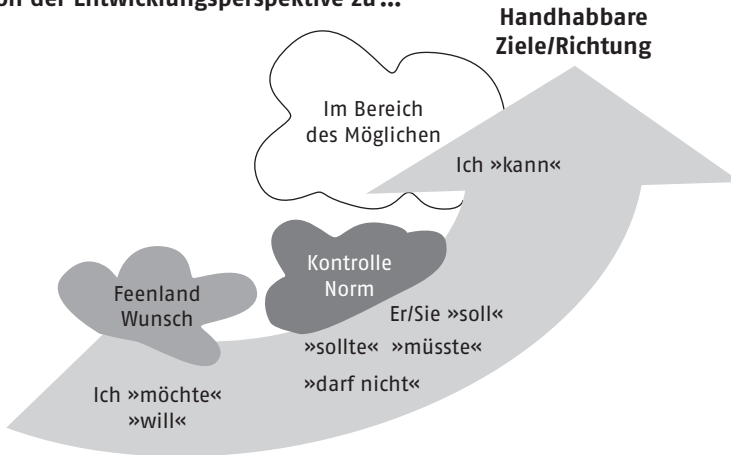 der Entwicklungsperspektive zu ...
Handhabbare
Ziele/Richtung
Im Bereich
des Möglichen
Ich »kann«
Kontrolle
Norm
Feenland
Wunsch
Er/Sie »soll«
»sollte« »müsste«
»darf nicht«
Ich »möchte«
»will«